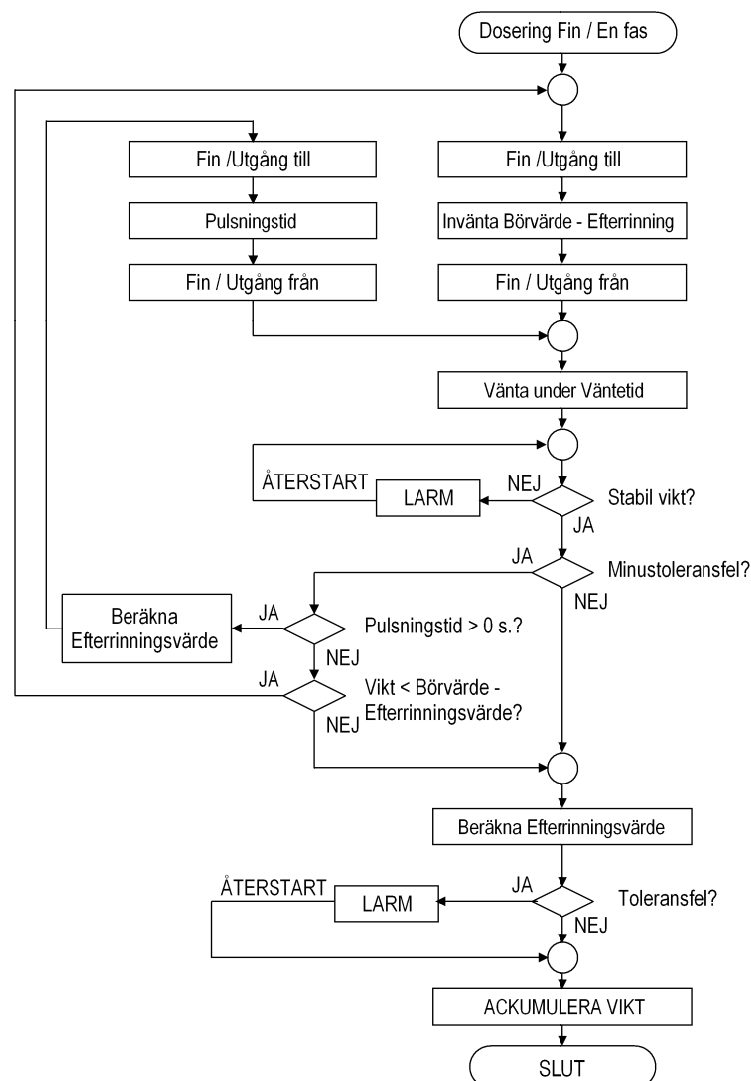 Dosering Fin / En fas
Fin /Utgång till
Fin /Utgång till
Pulsningstid
Invänta Börvärde - Efterrinning
Fin / Utgång från
Fin / Utgång från
Vänta under Väntetid
ÅTERSTART
LARM
NEJ
Stabil vikt?
JA
JA
Minustoleransfel?
NEJ
Beräkna
Efterrinningsvärde
JA
Pulsningstid > 0 s.?
NEJ
JA
Vikt < Börvärde -
Efterrinningsvärde?
NEJ
Beräkna Efterrinningsvärde
ÅTERSTART
LARM
JA
Toleransfel?
NEJ
ACKUMULERA VIKT
SLUT